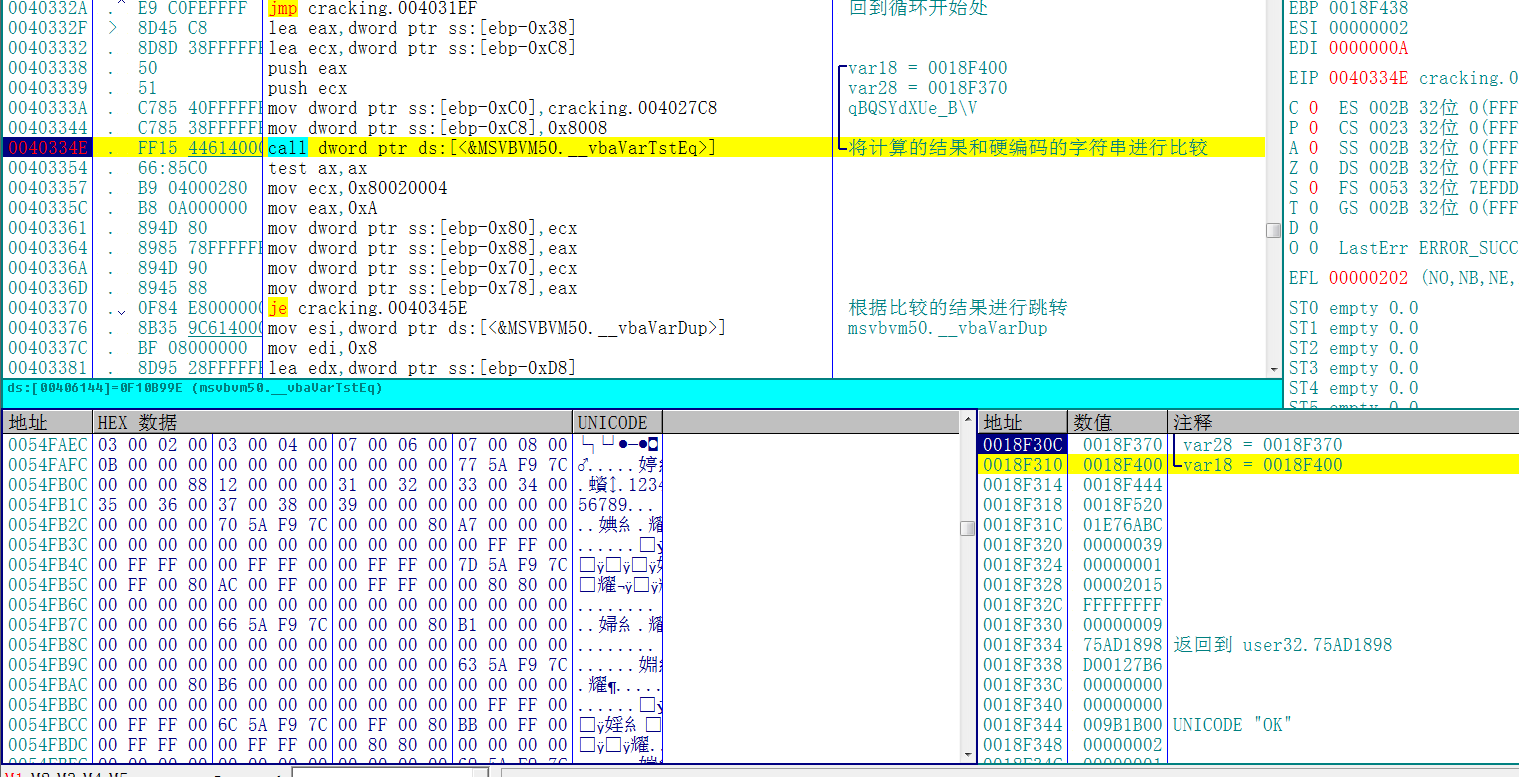 0040332A . ^ E9 C0FEFFFF jmp cracking.004031EF 回到循环开始处
0040332F > 8D45 C8 lea eax,dword ptr ss:[ebp-0x38]
00403332 . 8D8D 38FFFFFF lea ecx,dword ptr ss:[ebp-0xC8]
00403338 . 50 push eax var18 = 0018F400
00403339 . 51 push ecx var28 = 0018F370
0040333A . C785 40FFFFFF mov dword ptr ss:[ebp-0xC0],cracking.004027C8 qBQSYdXUe_B\V
00403344 . C785 38FFFFFF mov dword ptr ss:[ebp-0xC8],0x8008
0040334E . FF15 44614000 call dword ptr ds:[<&MSVBVM50.__vbaVarTstEq>] 将计算的结果和硬编码的字符串进行比较
00403354 . 66:85C0 test ax,ax
00403357 . B9 04000280 mov ecx,0x80020004
0040335C . B8 0A000000 mov eax,0xA
00403361 . 894D 80 mov dword ptr ss:[ebp-0x80],ecx
00403364 . 8985 78FFFFFF mov dword ptr ss:[ebp-0x88],eax
0040336A . 894D 90 mov dword ptr ss:[ebp-0x70],ecx
0040336D . 8945 88 mov dword ptr ss:[ebp-0x78],eax
00403370 . 0F84 E8000000 je cracking.0040345E 根据比较的结果进行跳转
00403376 . 8B35 9C614000 mov esi,dword ptr ds:[<&MSVBVM50.__vbaVarDup>] msvbvm50.__vbaVarDup
0040337C . BF 08000000 mov edi,0x8
00403381 . 8D95 28FFFFFF lea edx,dword ptr ss:[ebp-0xD8]
ds:[00406144]=0F10B99E (msvbvm50.__vbaVarTstEq)
EBP 0018F438
ESI 00000002
EDI 0000000A
EIP 0040334E cracking.0
C 0 ES 002B 32位 0(FFF
P 0 CS 0023 32位 0(FFF
A 0 SS 002B 32位 0(FFF
Z 0 DS 002B 32位 0(FFF
S 0 FS 0053 32位 7EFDD
T 0 GS 002B 32位 0(FFF
D 0
O 0 LastErr ERROR_SUCC
EFL 00000202 (NO,NB,NE,
ST0 empty 0.0
ST1 empty 0.0
ST2 empty 0.0
ST3 empty 0.0
ST4 empty 0.0
地址 HEX 数据 UNICODE
0054FAEC 03 00 02 00 03 00 04 00 07 00 06 00 07 00 08 00
0054FAFC 0B 00 00 00 00 00 00 00 00 00 00 00 77 5A F9 7C
0054FB0C 00 00 00 88 12 00 00 00 31 00 32 00 33 00 34 00 1234
0054FB1C 35 00 36 00 37 00 38 00 39 00 00 00 00 00 00 00 56789...
0054FB2C 00 00 00 00 70 5A F9 7C 00 00 00 80 A7 00 00 00
0054FB3C 00 00 00 00 00 00 00 00 00 00 00 00 00 FF FF 00
0054FB4C 00 FF FF 00 00 FF FF 00 00 FF FF 00 7D 5A F9 7C
0054FB5C 00 FF 00 80 AC 00 FF 00 00 FF FF 00 00 80 80 00
0054FB6C 00 00 00 00 00 00 00 00 00 00 00 00 00 00 00 00 ........
0054FB7C 00 00 00 00 66 5A F9 7C 00 00 00 80 B1 00 00 00
0054FB8C 00 00 00 00 00 00 00 00 00 00 00 00 00 00 00 00 ........
0054FB9C 00 00 00 00 00 00 00 00 00 00 00 00 63 5A F9 7C
0054FBAC 00 00 00 80 B6 00 00 00 00 00 00 00 00 00 00 00 .耀¶.....
0054FBBC 00 00 00 00 00 00 00 00 00 00 00 00 00 FF FF 00
0054FBCC 00 FF FF 00 6C 5A F9 7C 00 FF 00 80 BB 00 FF 00
0054FBDC 00 FF FF 00 00 FF FF 00 00 80 80 00 00 00 00 00
地址 数值 注释
0018F30C 0018F370 var28 = 0018F370
0018F310 0018F400 var18 = 0018F400
0018F314 0018F444
0018F318 0018F520
0018F31C 01E76ABC
0018F320 00000039
0018F324 00000001
0018F328 00002015
0018F32C FFFFFFFF
0018F330 00000009
0018F334 75AD1898 返回到 user32.75AD1898
0018F338 D00127B6
0018F33C 00000000
0018F340 00000000
0018F344 009B1B00 UNICODE "OK"
0018F348 00000002